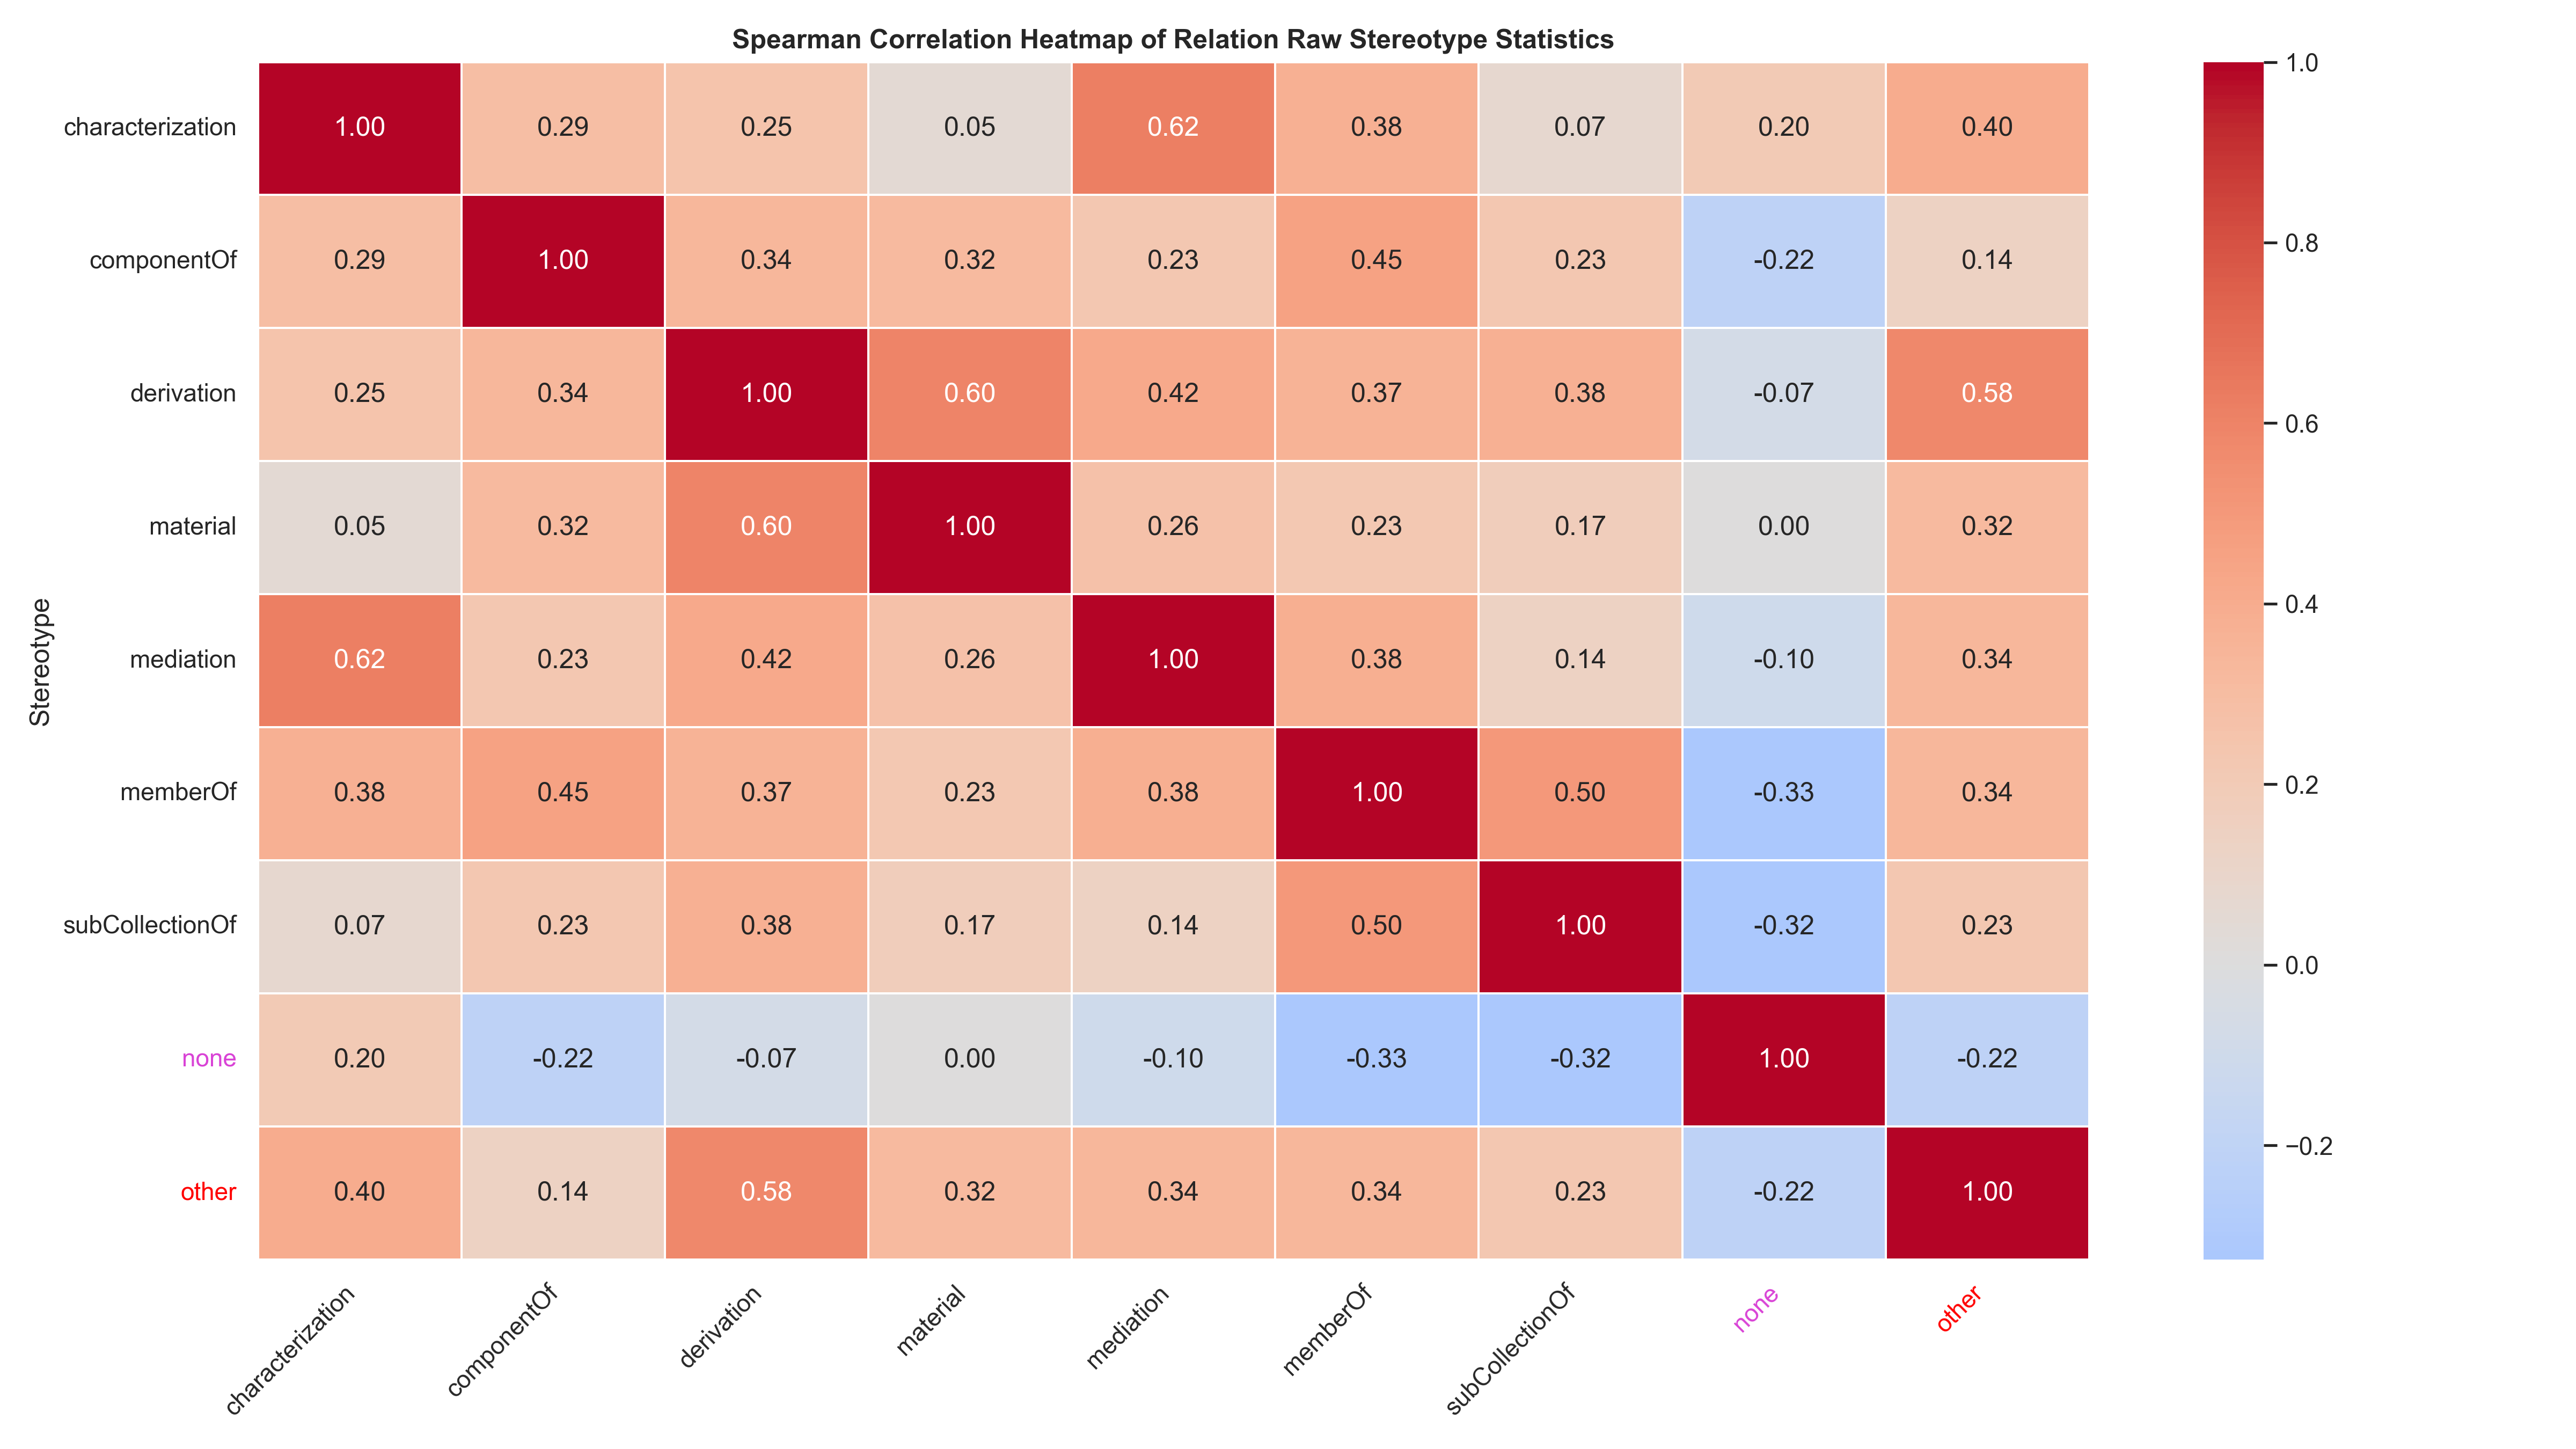 Spearman Correlation Heatmap of Relation Raw Stereotype Statistics
characterization 1.00 0.29 0.25 0.05 0.62 0.38 0.07 0.20 0.40
componentOf 0.29 1.00 0.34 0.32 0.23 0.45 0.23 -0.22 0.14
derivation 0.25 0.34 1.00 0.60 0.42 0.37 0.38 -0.07 0.58
material 0.05 0.32 0.60 1.00 0.26 0.23 0.17 0.00 0.32
mediation 0.62 0.23 0.42 0.26 1.00 0.38 0.14 -0.10 0.34
memberOf 0.38 0.45 0.37 0.23 0.38 1.00 0.50 -0.33 0.34
subCollectionOf 0.07 0.23 0.38 0.17 0.14 0.50 1.00 -0.32 0.23
none 0.20 -0.22 -0.07 0.00 -0.10 -0.33 -0.32 1.00 -0.22
other 0.40 0.14 0.58 0.32 0.34 0.34 0.23 -0.22 1.00
Stereotype
characterization componentOf derivation material mediation memberOf subCollectionOf none other
1.0
0.8
0.6
0.4
0.2
0.0
−0.2